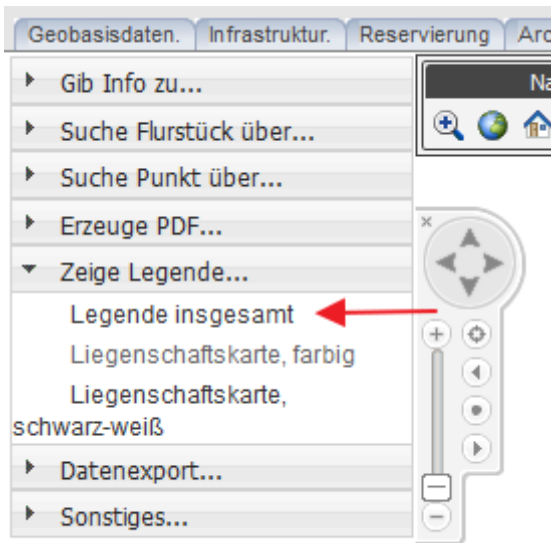 Geobasisdaten. Infrastruktur. Reservierung
Gib Info zu...
Suche Flurstück über...
Suche Punkt über...
Erzeuge PDF...
Zeige Legende...
Legende insgesamt
Liegenschaftskarte, farbig
Liegenschaftskarte,
schwarz-weiß
Datenexport...
Sonstiges...